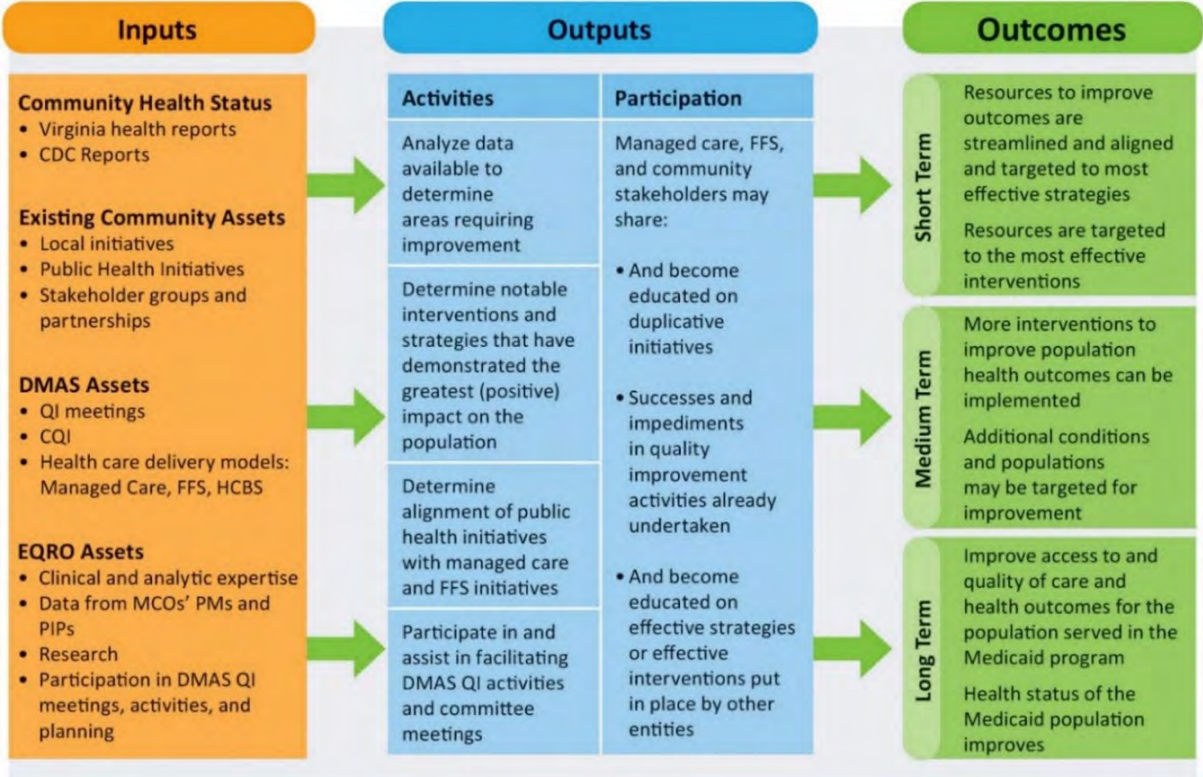 Inputs
Community Health Status
• Virginia health reports
• CDC Reports
Existing Community Assets
• Local initiatives
• Public Health Initiatives
• Stakeholder groups and
partnerships
DMAS Assets
• QI meetings
• CQI
• Health care delivery models:
Managed Care, FFS, HCBS
EQRO Assets
• Clinical and analytic expertise
• Data from MCOs' PMs and
PIPs
• Research
• Participation in DMAS QI
meetings, activities, and
planning
Outputs
Activities
Analyze data
available to
determine
areas requiring
improvement
Determine notable
interventions and
strategies that have
demonstrated the
greatest (positive)
impact on the
population
Determine
alignment of public
health initiatives
with managed care
and FFS initiatives
Participate in and
assist in facilitating
DMAS QI activities
and committee
meetings
Participation
Managed care, FFS,
and community
stakeholders may
share:
• And become
educated on
duplicative
initiatives
• Successes and
impediments
in quality
improvement
activities already
undertaken
• And become
educated on
effective strategies
or effective
interventions put
in place by other
entities
Outcomes
Short Term
Resources to improve
outcomes are
streamlined and aligned
and targeted to most
effective strategies
Resources are targeted
to the most effective
interventions
Medium Term
More interventions to
improve population
health outcomes can be
implemented
Additional conditions
and populations
may be targeted for
improvement
Long Term
Improve access to and
quality of care and
health outcomes for the
population served in the
Medicaid program
Health status of the
Medicaid population
improves